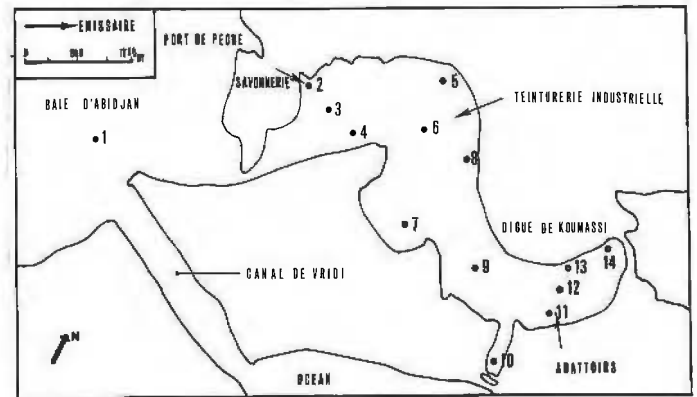 EMISSAIRE
PORT DE PECHE
SAVONNERIE
2
5
3
TEINTURERIE INDUSTRIELLE
BAIE D'ABIDJAN
1
4
6
8
7
DIGUE DE KOUMASSI
CANAL DE VRIDI
9
13
14
12
11
N
10
ABATTOIRS
OCEAN